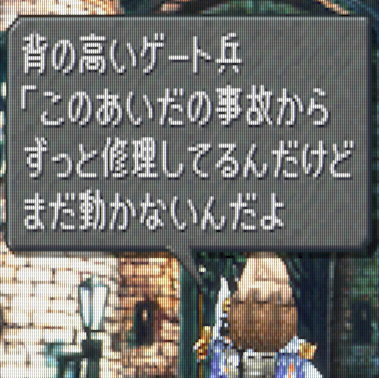 背の高いゲート兵
「このあいだの事故から
ずっと修理してるんだけど
まだ動かないんだよ